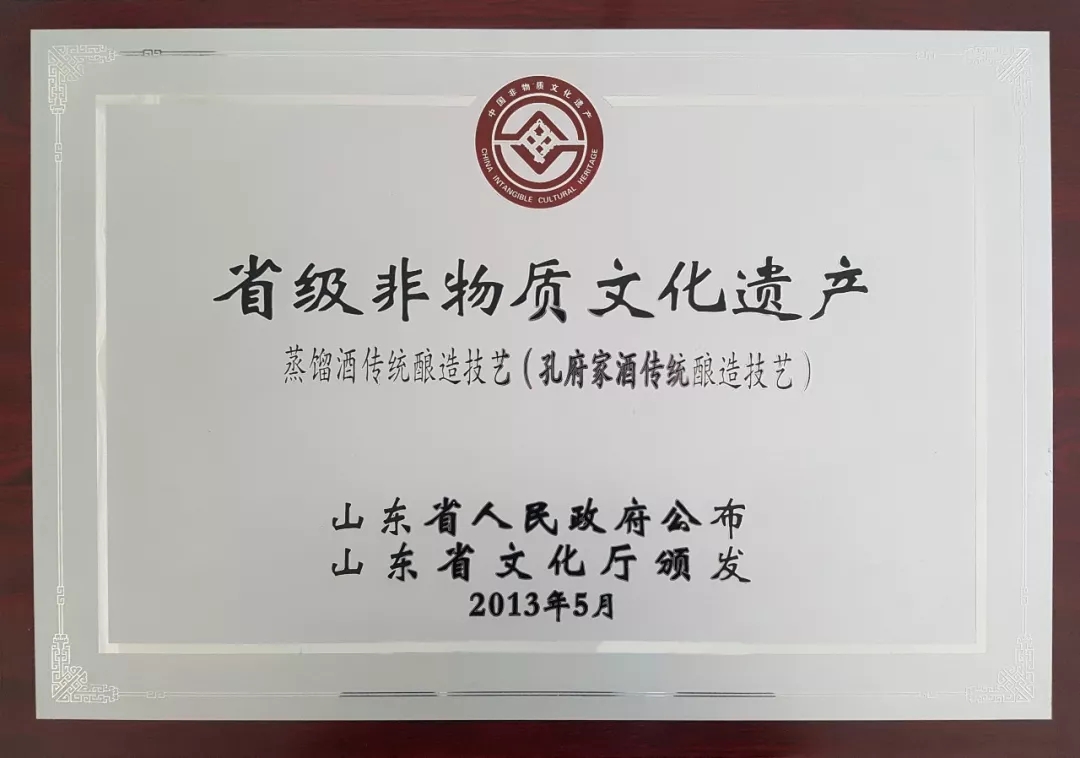 中国非物质文化遗产
CHINA INTANGIBLE CULTURAL HERITAGE
省级非物质文化遗产
蒸馏酒传统酿造技艺（孔府家酒传统酿造技艺）
山东省人民政府公布
山东省文化厅颁发
2013年5月